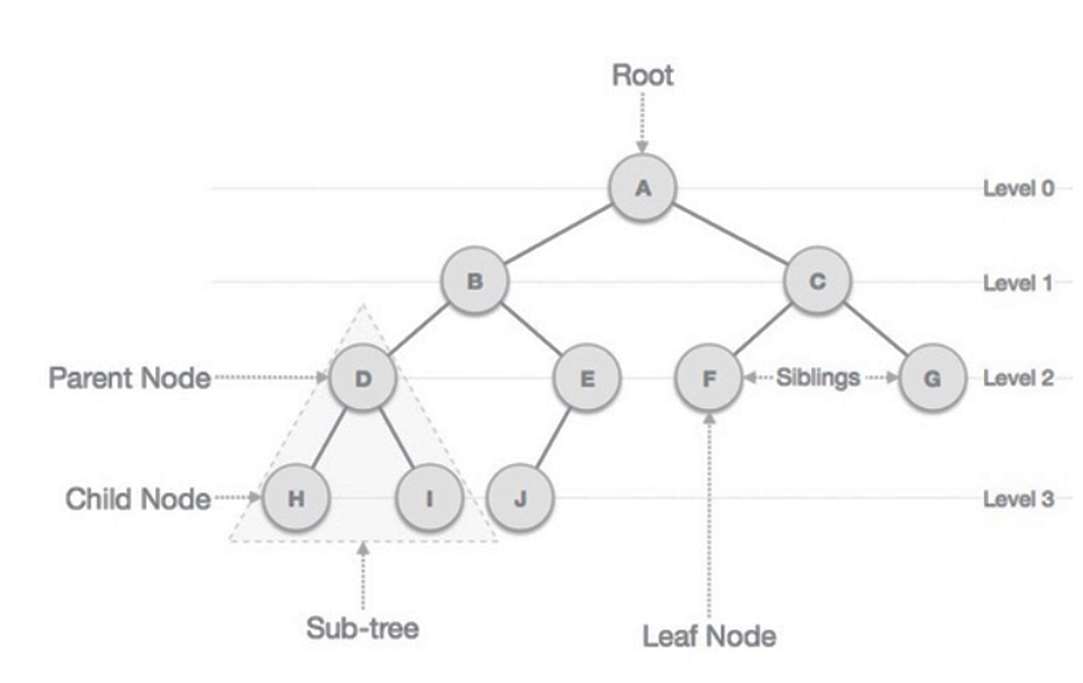 Root
A
Level 0
B
C
Level 1
Parent Node
D
E
F
Siblings
G
Level 2
Child Node
H
I
J
Level 3
Sub-tree
Leaf Node